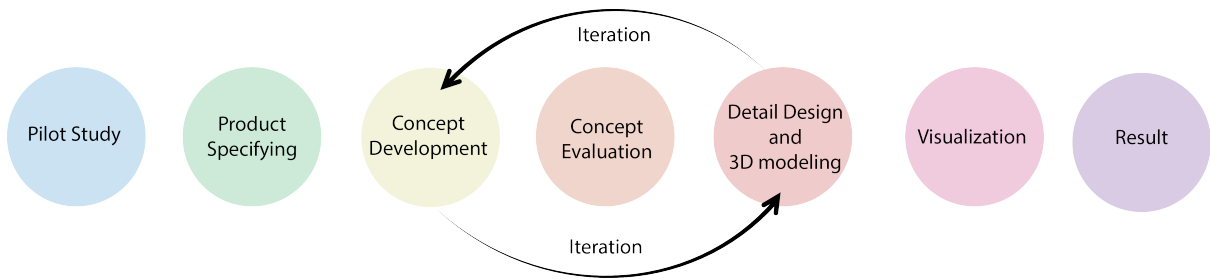 Iteration
Pilot Study
Product
Specifying
Concept
Development
Concept
Evaluation
Detail Design
and
3D modeling
Visualization
Result
Iteration